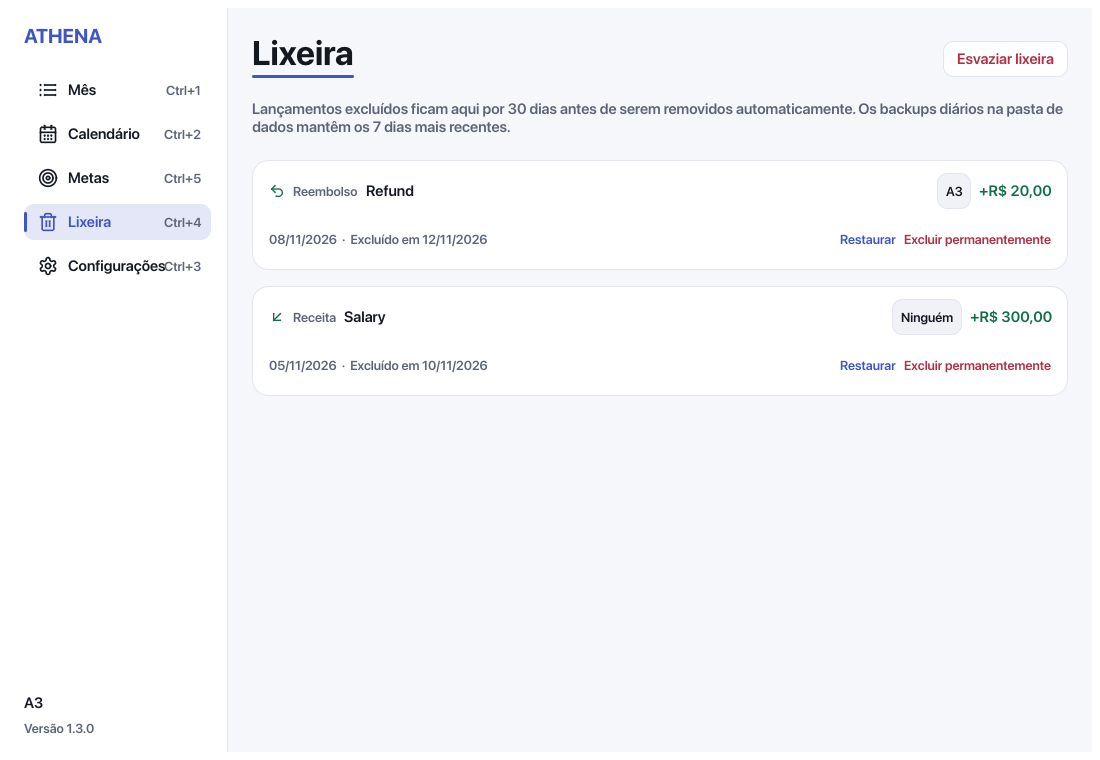 ATHENA
Mês Ctrl+1
Calendário Ctrl+2
Metas Ctrl+5
Lixeira Ctrl+4
Configurações Ctrl+3
A3
Versão 1.3.0
Lixeira
Esvaziar lixeira
Lançamentos excluídos ficam aqui por 30 dias antes de serem removidos automaticamente. Os backups diários na pasta de
dados mantêm os 7 dias mais recentes.
Reembolso Refund A3 +R$ 20,00
08/11/2026 · Excluído em 12/11/2026 Restaurar Excluir permanentemente
Receita Salary Ninguém +R$ 300,00
05/11/2026 · Excluído em 10/11/2026 Restaurar Excluir permanentemente